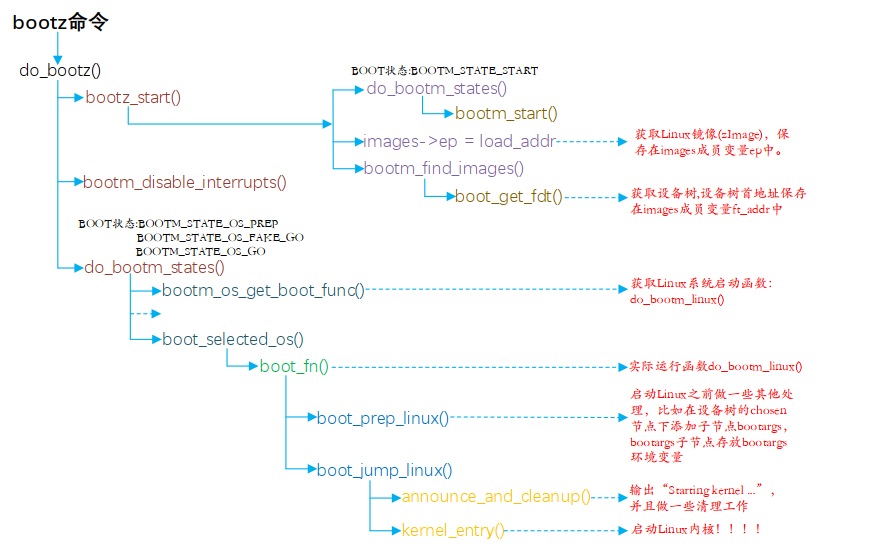 bootz命令
do_bootz()
BOOT状态:BOOTM_STATE_START
do_bootm_states()
bootz_start()
bootm_start()
images->ep = load_addr
获取Linux镜像(zImage)，保
存在images成员变量ep中。
bootm_find_images()
bootm_disable_interrupts()
boot_get_fdt()
获取设备树,设备树首地址保存
在images成员变量ft_addr中
BOOT状态:BOOTM_STATE_OS_PREP
BOOTM_STATE_OS_FAKE_GO
BOOTM_STATE_OS_GO
do_bootm_states()
bootm_os_get_boot_func()
获取Linux系统启动函数：
do_bootm_linux()
boot_selected_os()
boot_fn()
实际运行函数do_bootm_linux()
启动Linux之前做一些其他处
理，比如在设备树的chosen
节点下添加子节点bootargs，
bootargs子节点存放bootargs
环境变量
boot_prep_linux()
boot_jump_linux()
announce_and_cleanup()
输出“Starting kernel ...”，
并且做一些清理工作
kernel_entry()
启动Linux内核！！！！